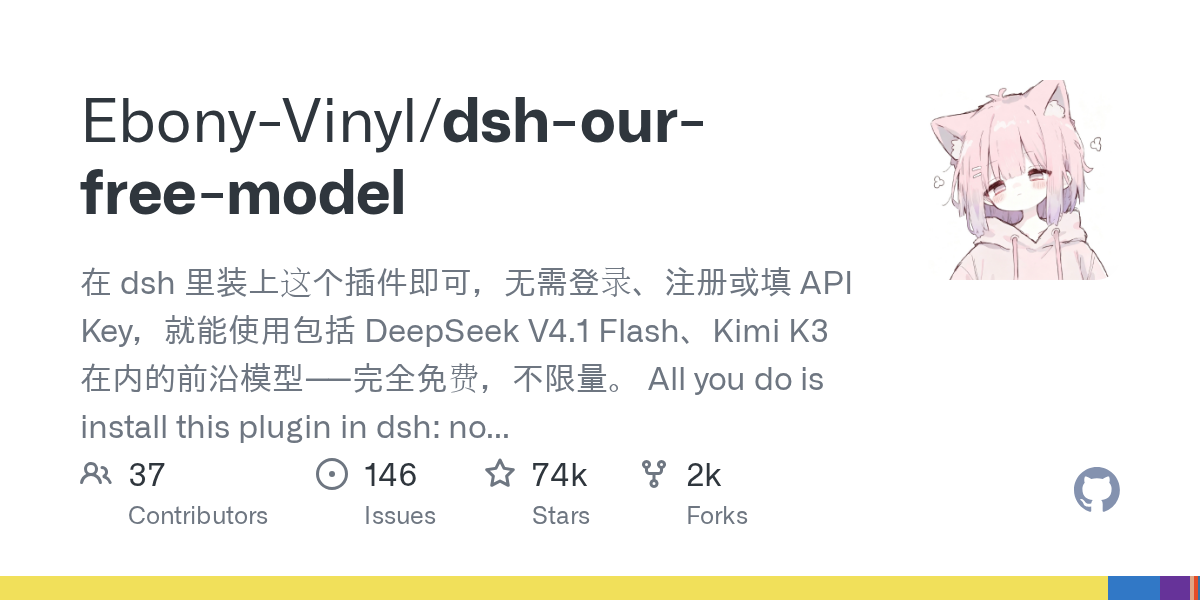 Ebony-Vinyl/dsh-our-
free-model
在 dsh 里装上这个插件即可，无需登录、注册或填 API
Key，就能使用包括 DeepSeek V4.1 Flash、Kimi K3
在内的前沿模型——完全免费，不限量。 All you do is
install this plugin in dsh: no...
37 146 74k 2k
Contributors Issues Stars Forks